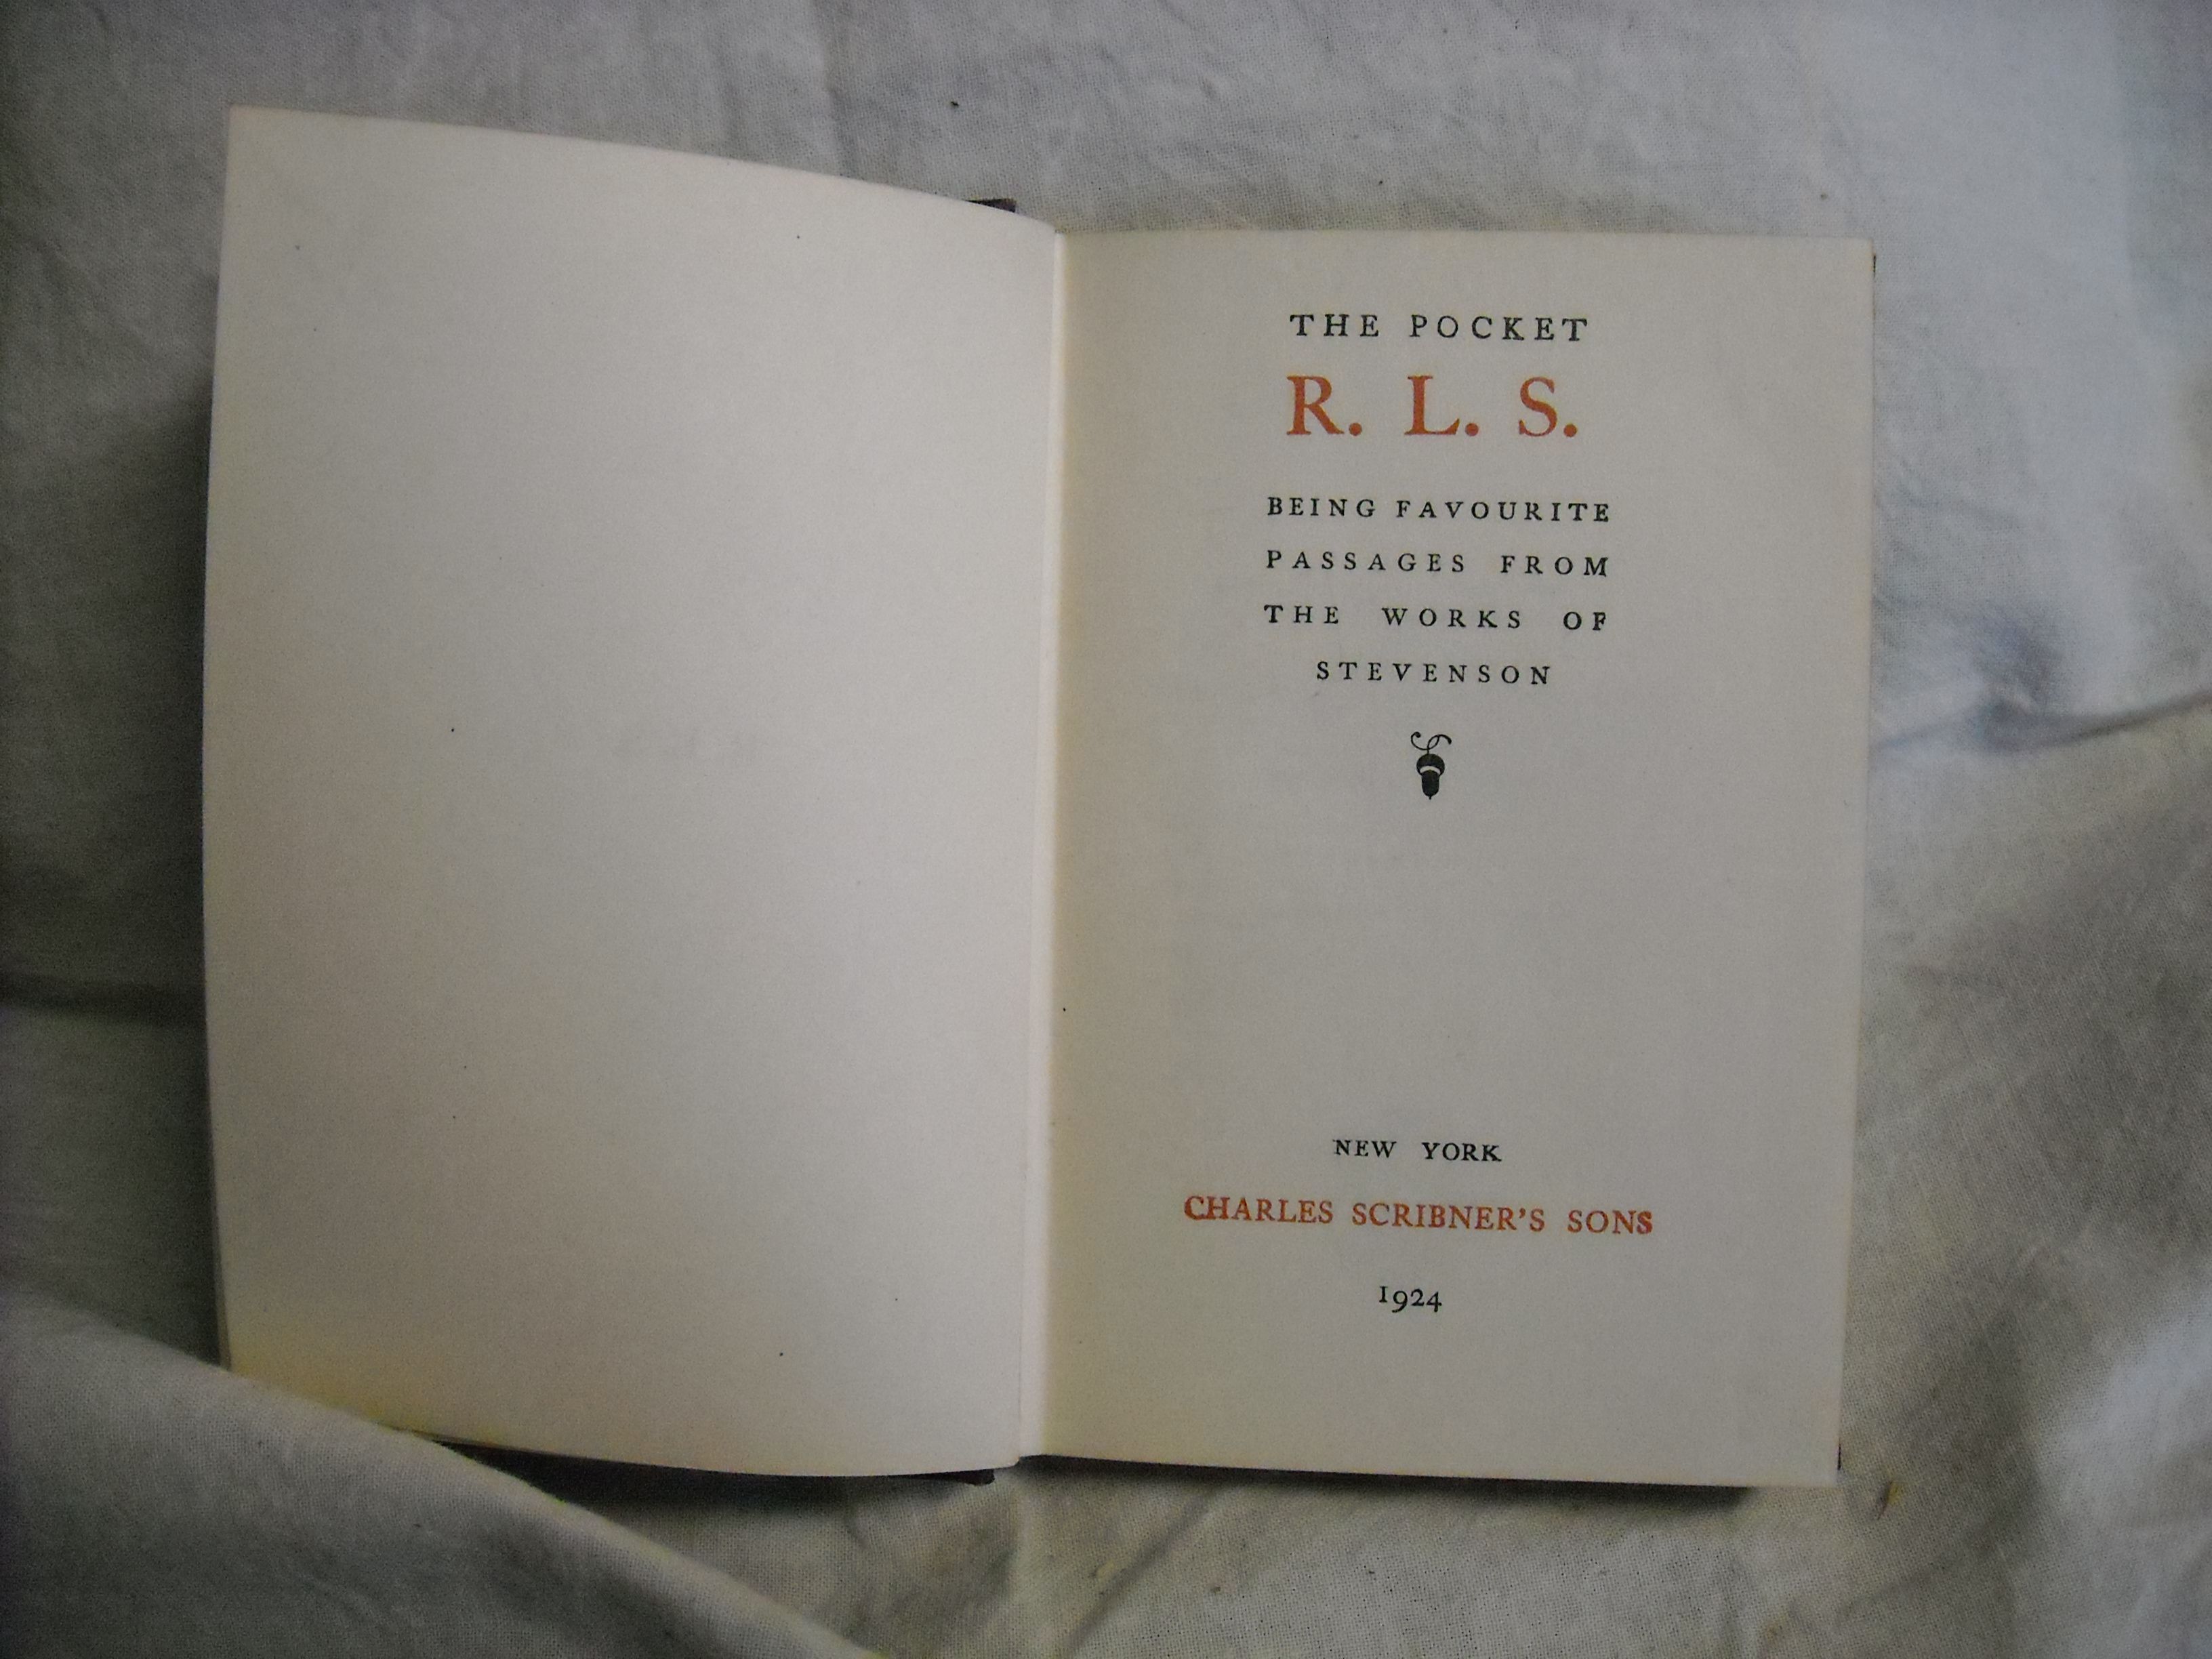 THE POCKET
R. L. S.
BEING FAVOURITE
PASSAGES FROM
THE WORKS OF
STEVENSON
NEW YORK
CHARLES SCRIBNER'S SONS
1924